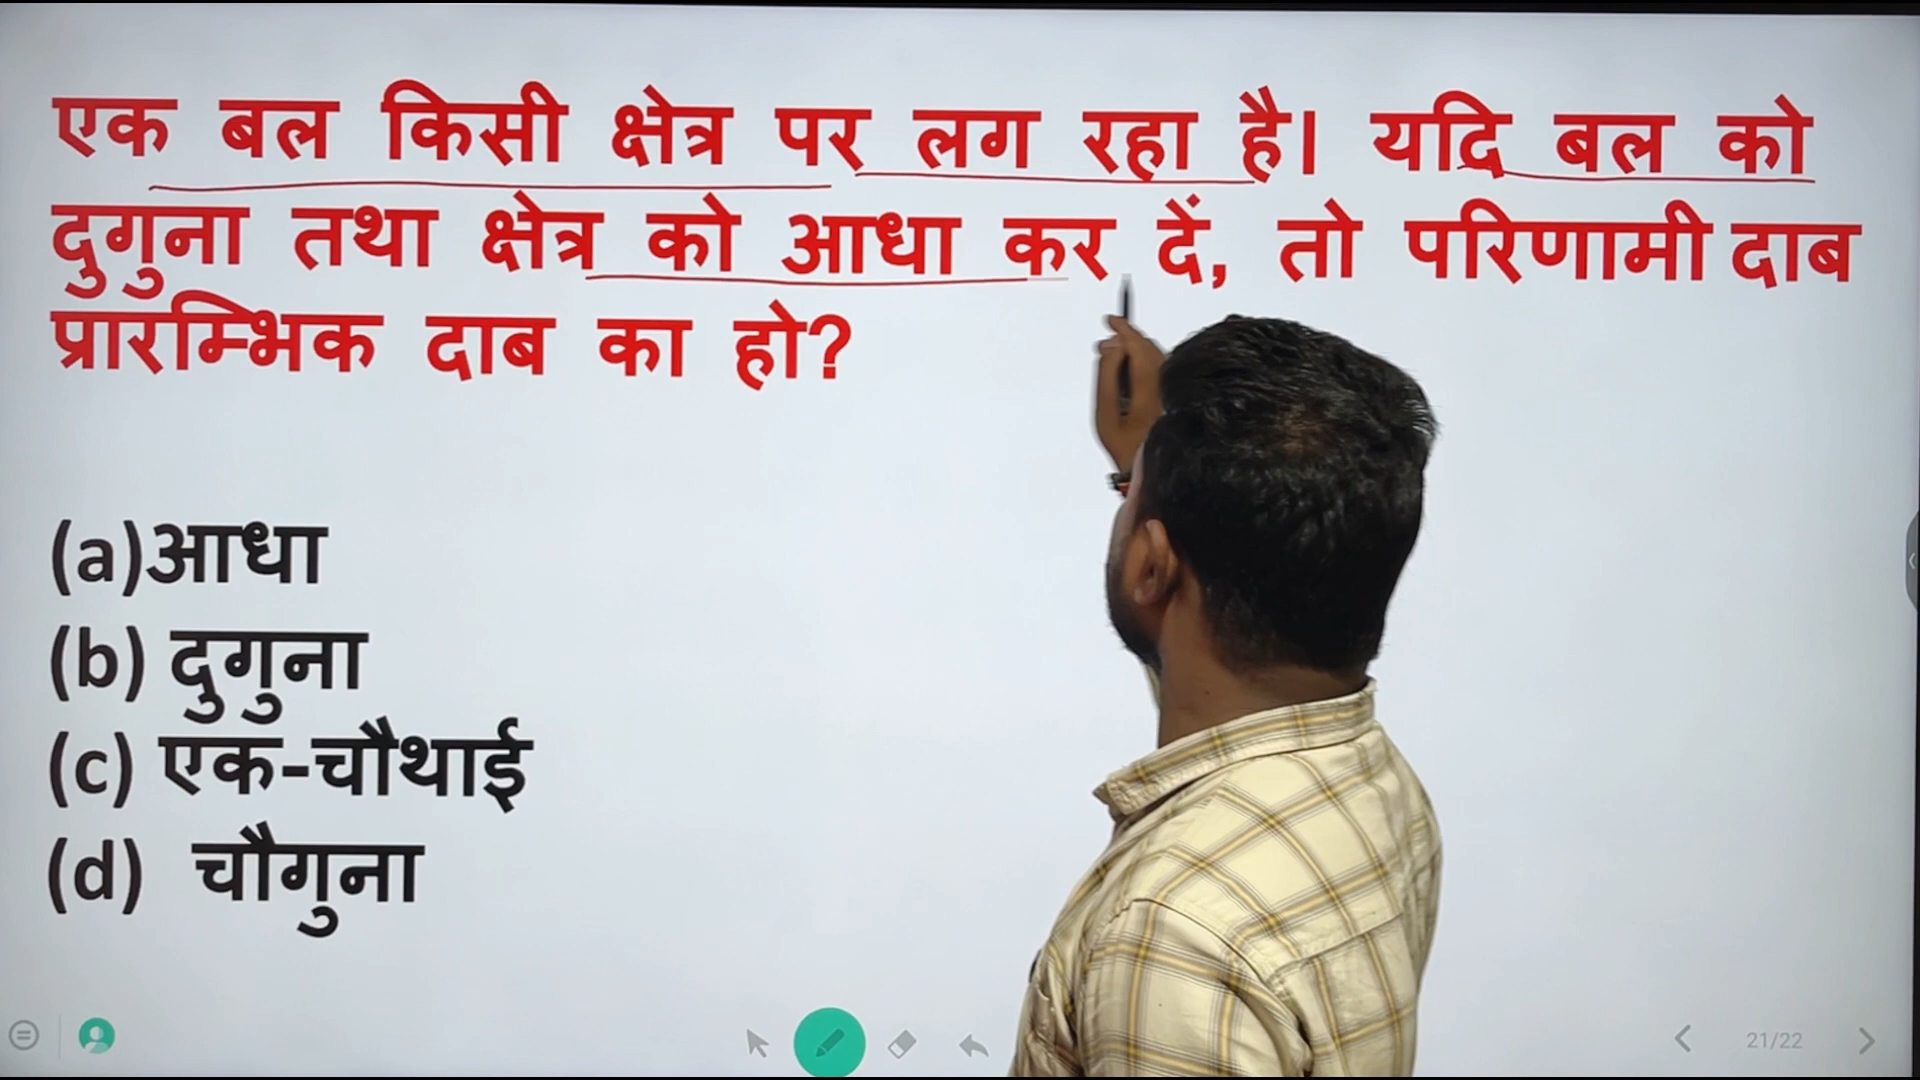 एक बल किसी क्षेत्र पर लग रहा है। यदि बल को
दुगुना तथा क्षेत्र को आधा कर दें, तो परिणामी दाब
प्रारम्भिक दाब का हो?
(a)आधा
(b) दुगुना
(c) एक-चौथाई
(d) चौगुना
21/22